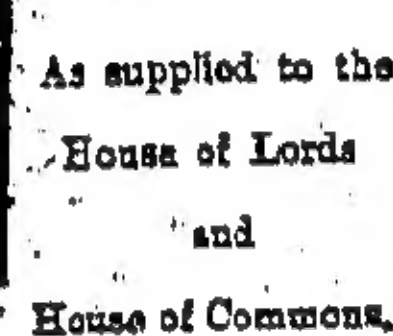 As supplied to the
House of Lords
and
House of Commons.